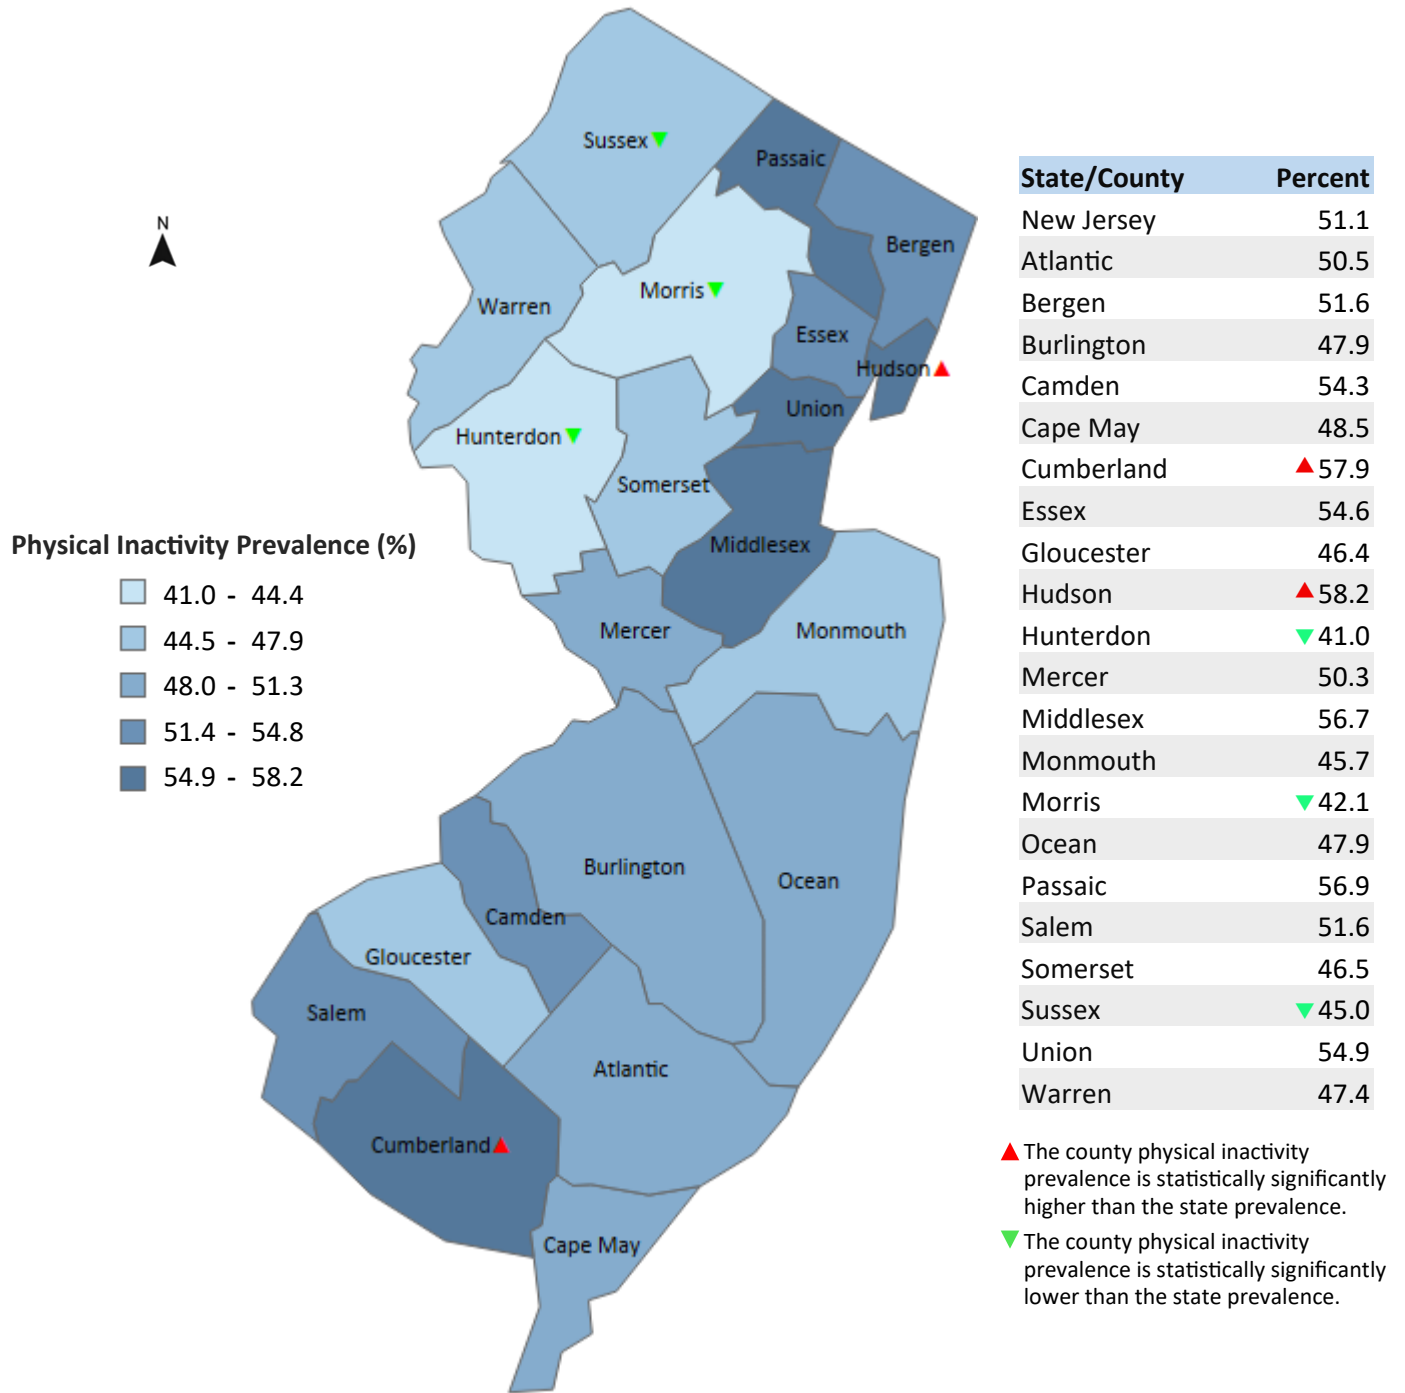 Sussex ▼
Passaic
N
Bergen
Warren
Morris ▼
Essex
Hudson ▲
Union
Hunterdon ▼
Somerset
Middlesex
Mercer
Monmouth
Burlington
Ocean
Camden
Gloucester
Salem
Atlantic
Cumberland ▲
Cape May
Physical Inactivity Prevalence (%)
41.0 - 44.4
44.5 - 47.9
48.0 - 51.3
51.4 - 54.8
54.9 - 58.2
State/County Percent
New Jersey 51.1
Atlantic 50.5
Bergen 51.6
Burlington 47.9
Camden 54.3
Cape May 48.5
Cumberland ▲ 57.9
Essex 54.6
Gloucester 46.4
Hudson ▲ 58.2
Hunterdon ▼ 41.0
Mercer 50.3
Middlesex 56.7
Monmouth 45.7
Morris ▼ 42.1
Ocean 47.9
Passaic 56.9
Salem 51.6
Somerset 46.5
Sussex ▼ 45.0
Union 54.9
Warren 47.4
▲ The county physical inactivity
prevalence is statistically significantly
higher than the state prevalence.
▼ The county physical inactivity
prevalence is statistically significantly
lower than the state prevalence.